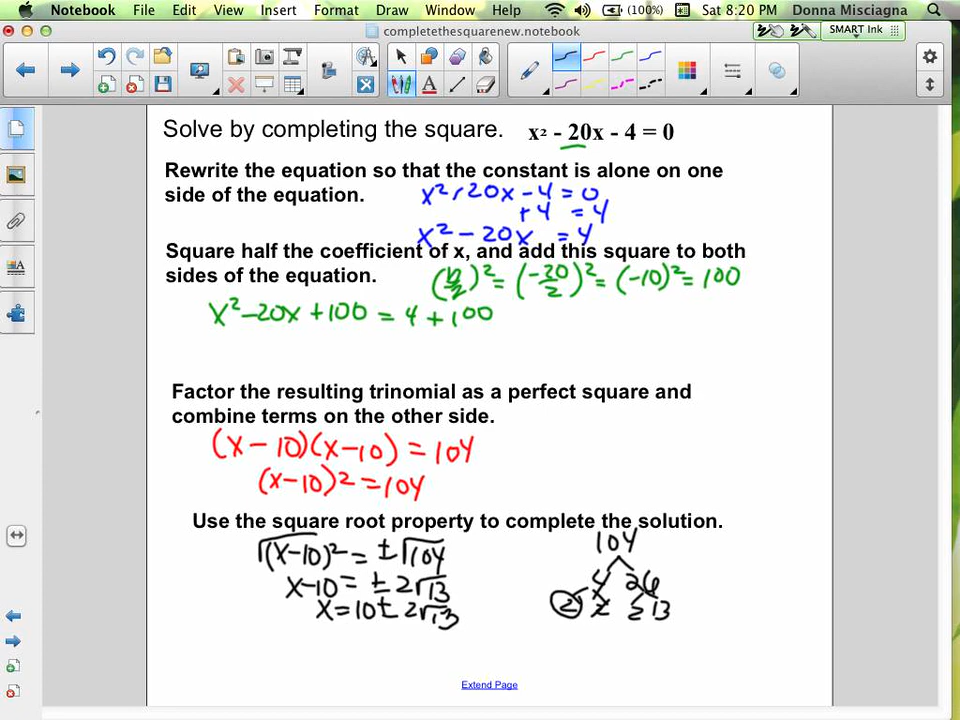 Notebook File Edit View Insert Format Draw Window Help (100%) Sat 8:20 PM Donna Misciagna
completethesquarenew.notebook
SMART Ink
A
Solve by completing the square. x² - 20x - 4 = 0
Rewrite the equation so that the constant is alone on one
side of the equation.
x² - 20x - 4 = 0
+4 = 4
x² - 20x = 4
Square half the coefficient of x, and add this square to both
sides of the equation.
(b/2)² = (-20/2)² = (-10)² = 100
x² - 20x + 100 = 4 + 100
Factor the resulting trinomial as a perfect square and
combine terms on the other side.
(x - 10)(x - 10) = 104
(x - 10)² = 104
Use the square root property to complete the solution.
√(x-10)² = ± √104
x-10 = ± 2√13
x = 10 ± 2√13
104
4 26
2 2 2 13
Extend Page